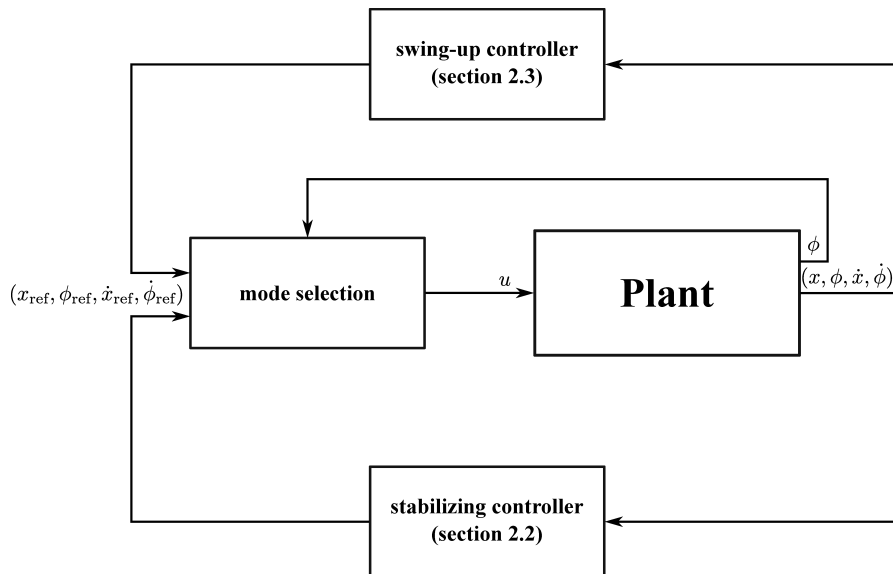 swing-up controller
(section 2.3)
ϕ
(x_ref, ϕ_ref, ẋ_ref, ϕ̇_ref)
mode selection
u
Plant
(x, ϕ, ẋ, ϕ̇)
stabilizing controller
(section 2.2)